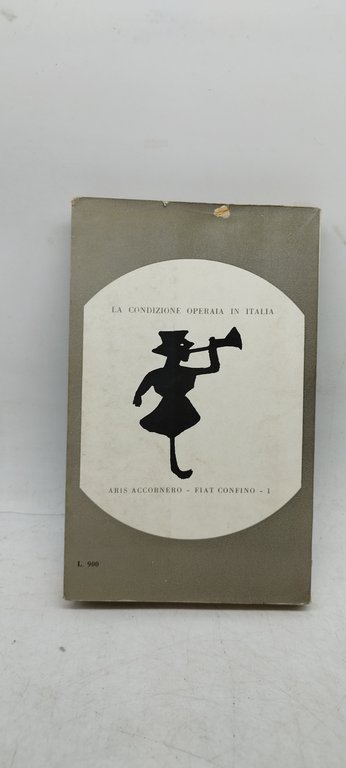 LA CONDIZIONE OPERAIA IN ITALIA
ARIS ACCORNERO - FIAT CONFINO - 1
L. 900